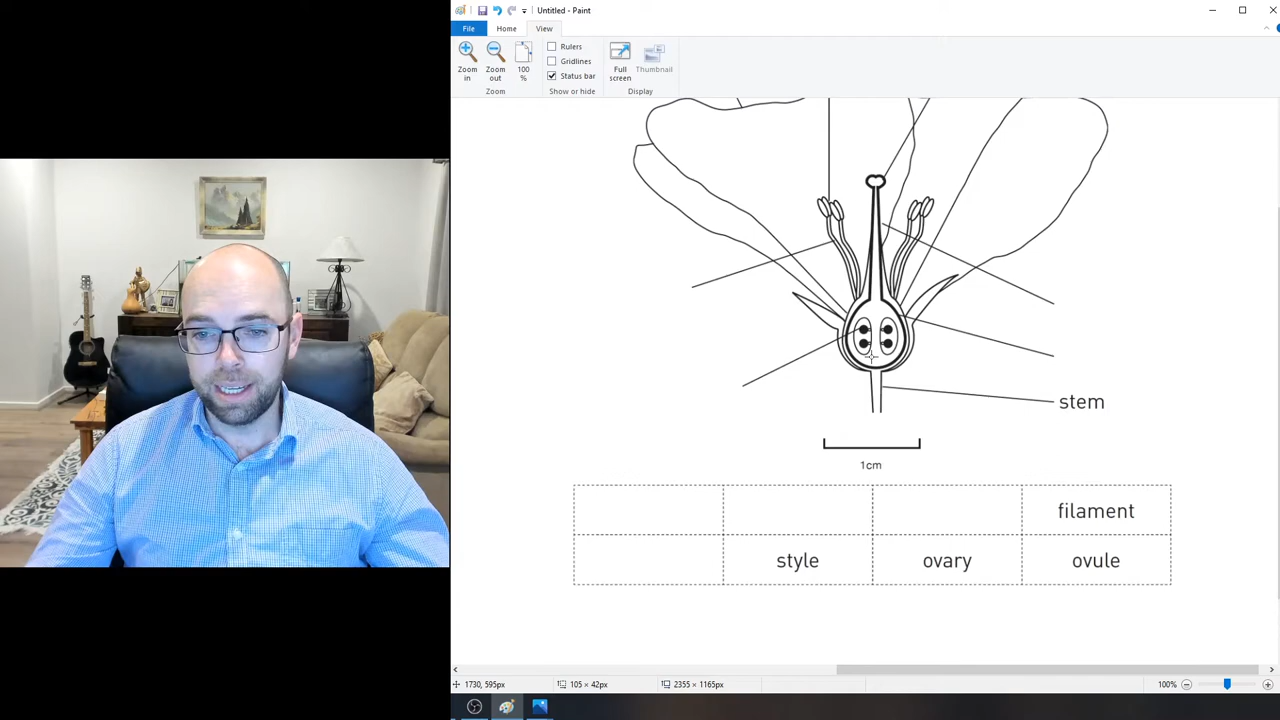 Untitled - Paint
File Home View
Zoom in
Zoom out
100 %
Rulers
Gridlines
Status bar
Full screen
Thumbnail
Zoom
Show or hide
Display
stem
1cm
filament
style ovary ovule
1730, 595px 105 × 42px 2355 × 1165px 100%